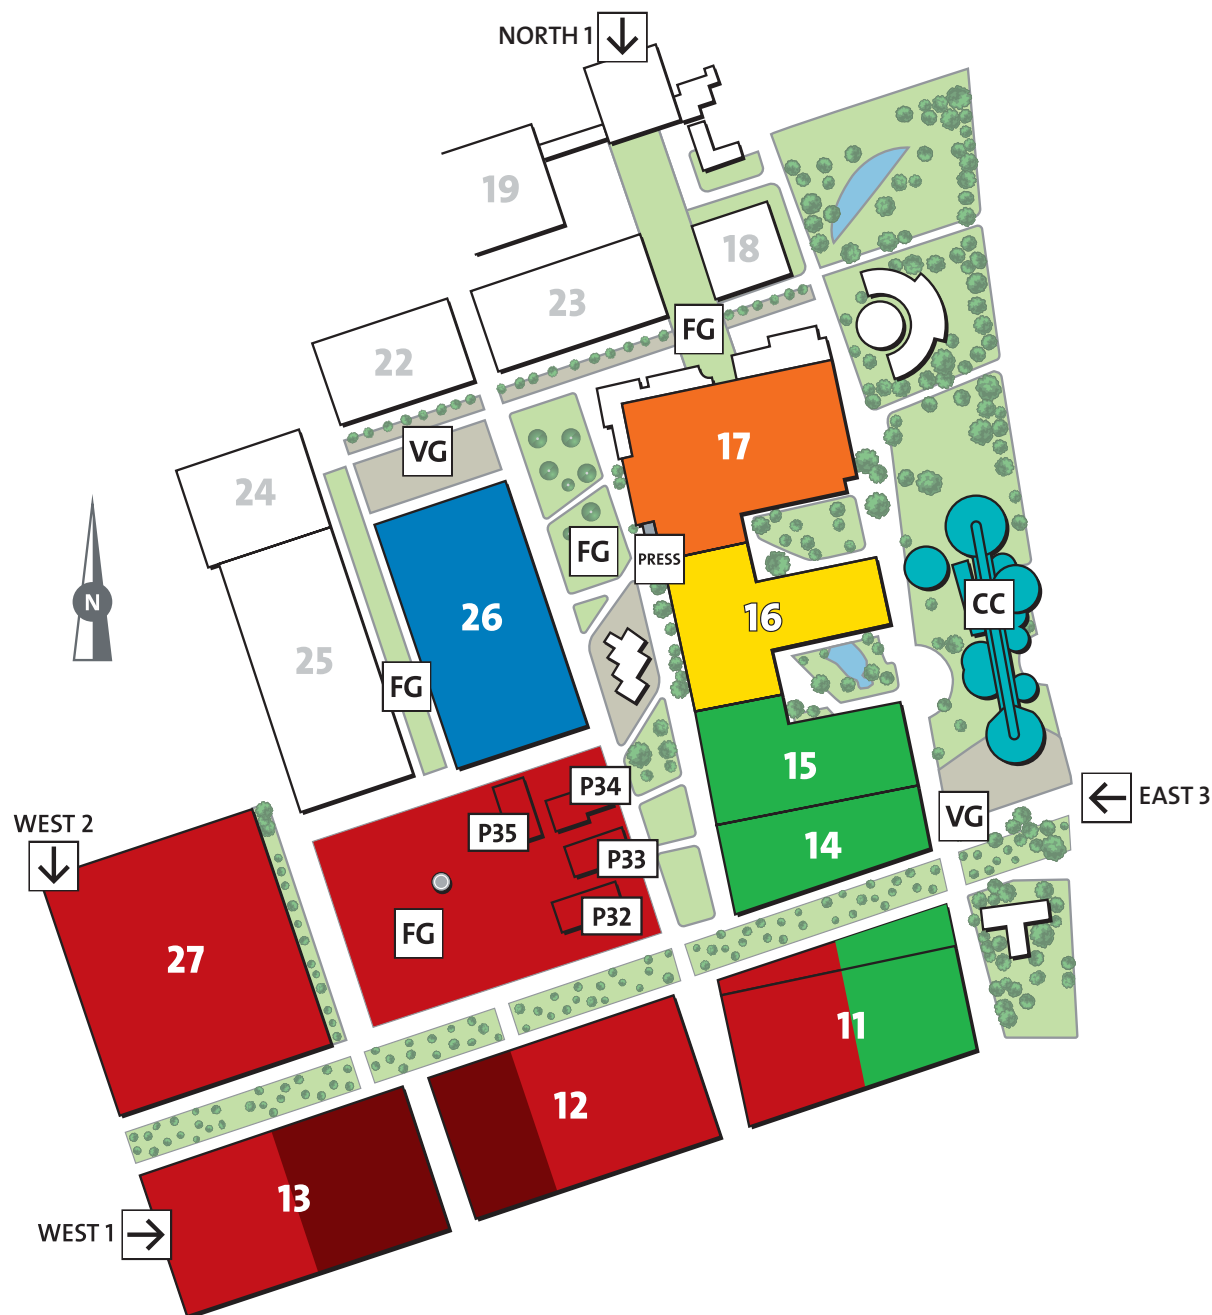 NORTH 1
19
18
23
FG
22
17
VG
24
FG
PRESS
CC
26
16
25
FG
15
P34
EAST 3
VG
WEST 2
P35
14
P33
P32
FG
27
11
12
13
WEST 1
N